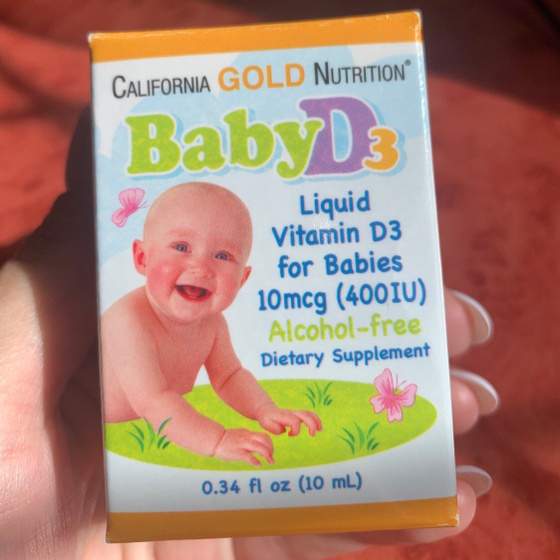 CALIFORNIA GOLD NUTRITION®
BabyD3
Liquid
Vitamin D3
for Babies
10mcg (400IU)
Alcohol-free
Dietary Supplement
0.34 fl oz (10 mL)